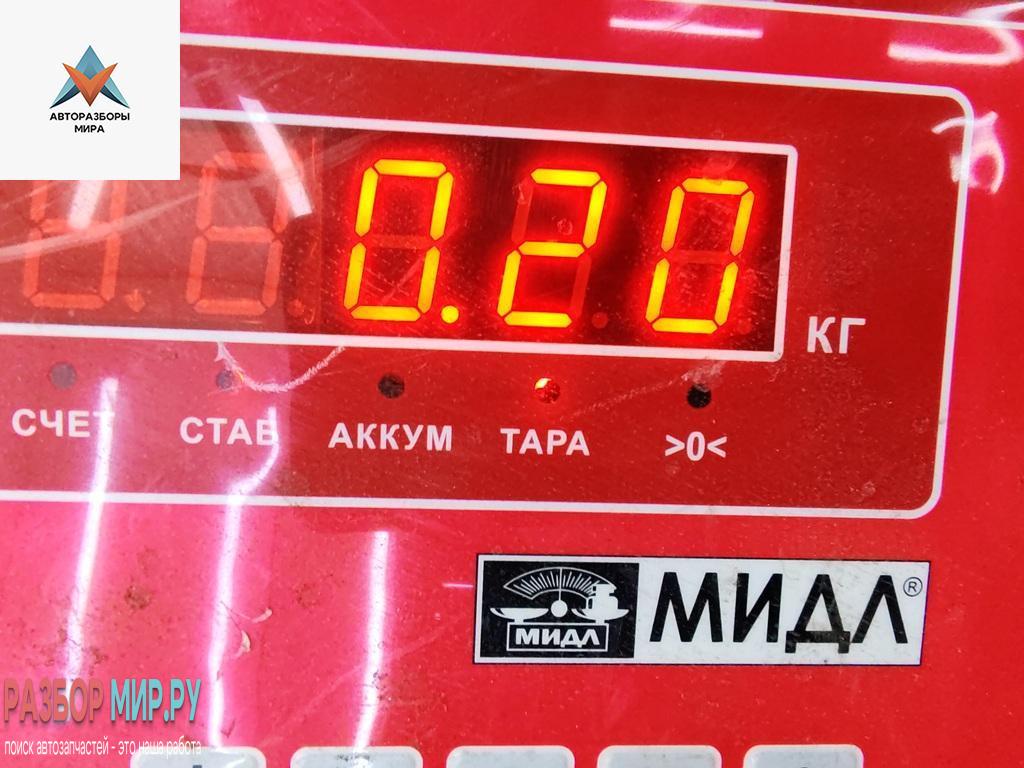 АВТОРАЗБОРЫ
МИРА
0.20
КГ
СЧЕТ
СТАБ
АККУМ
ТАРА
>0<
МИДЛ
МИДЛ®
РАЗБОР МИР.РУ
поиск автозапчастей - это наша работа